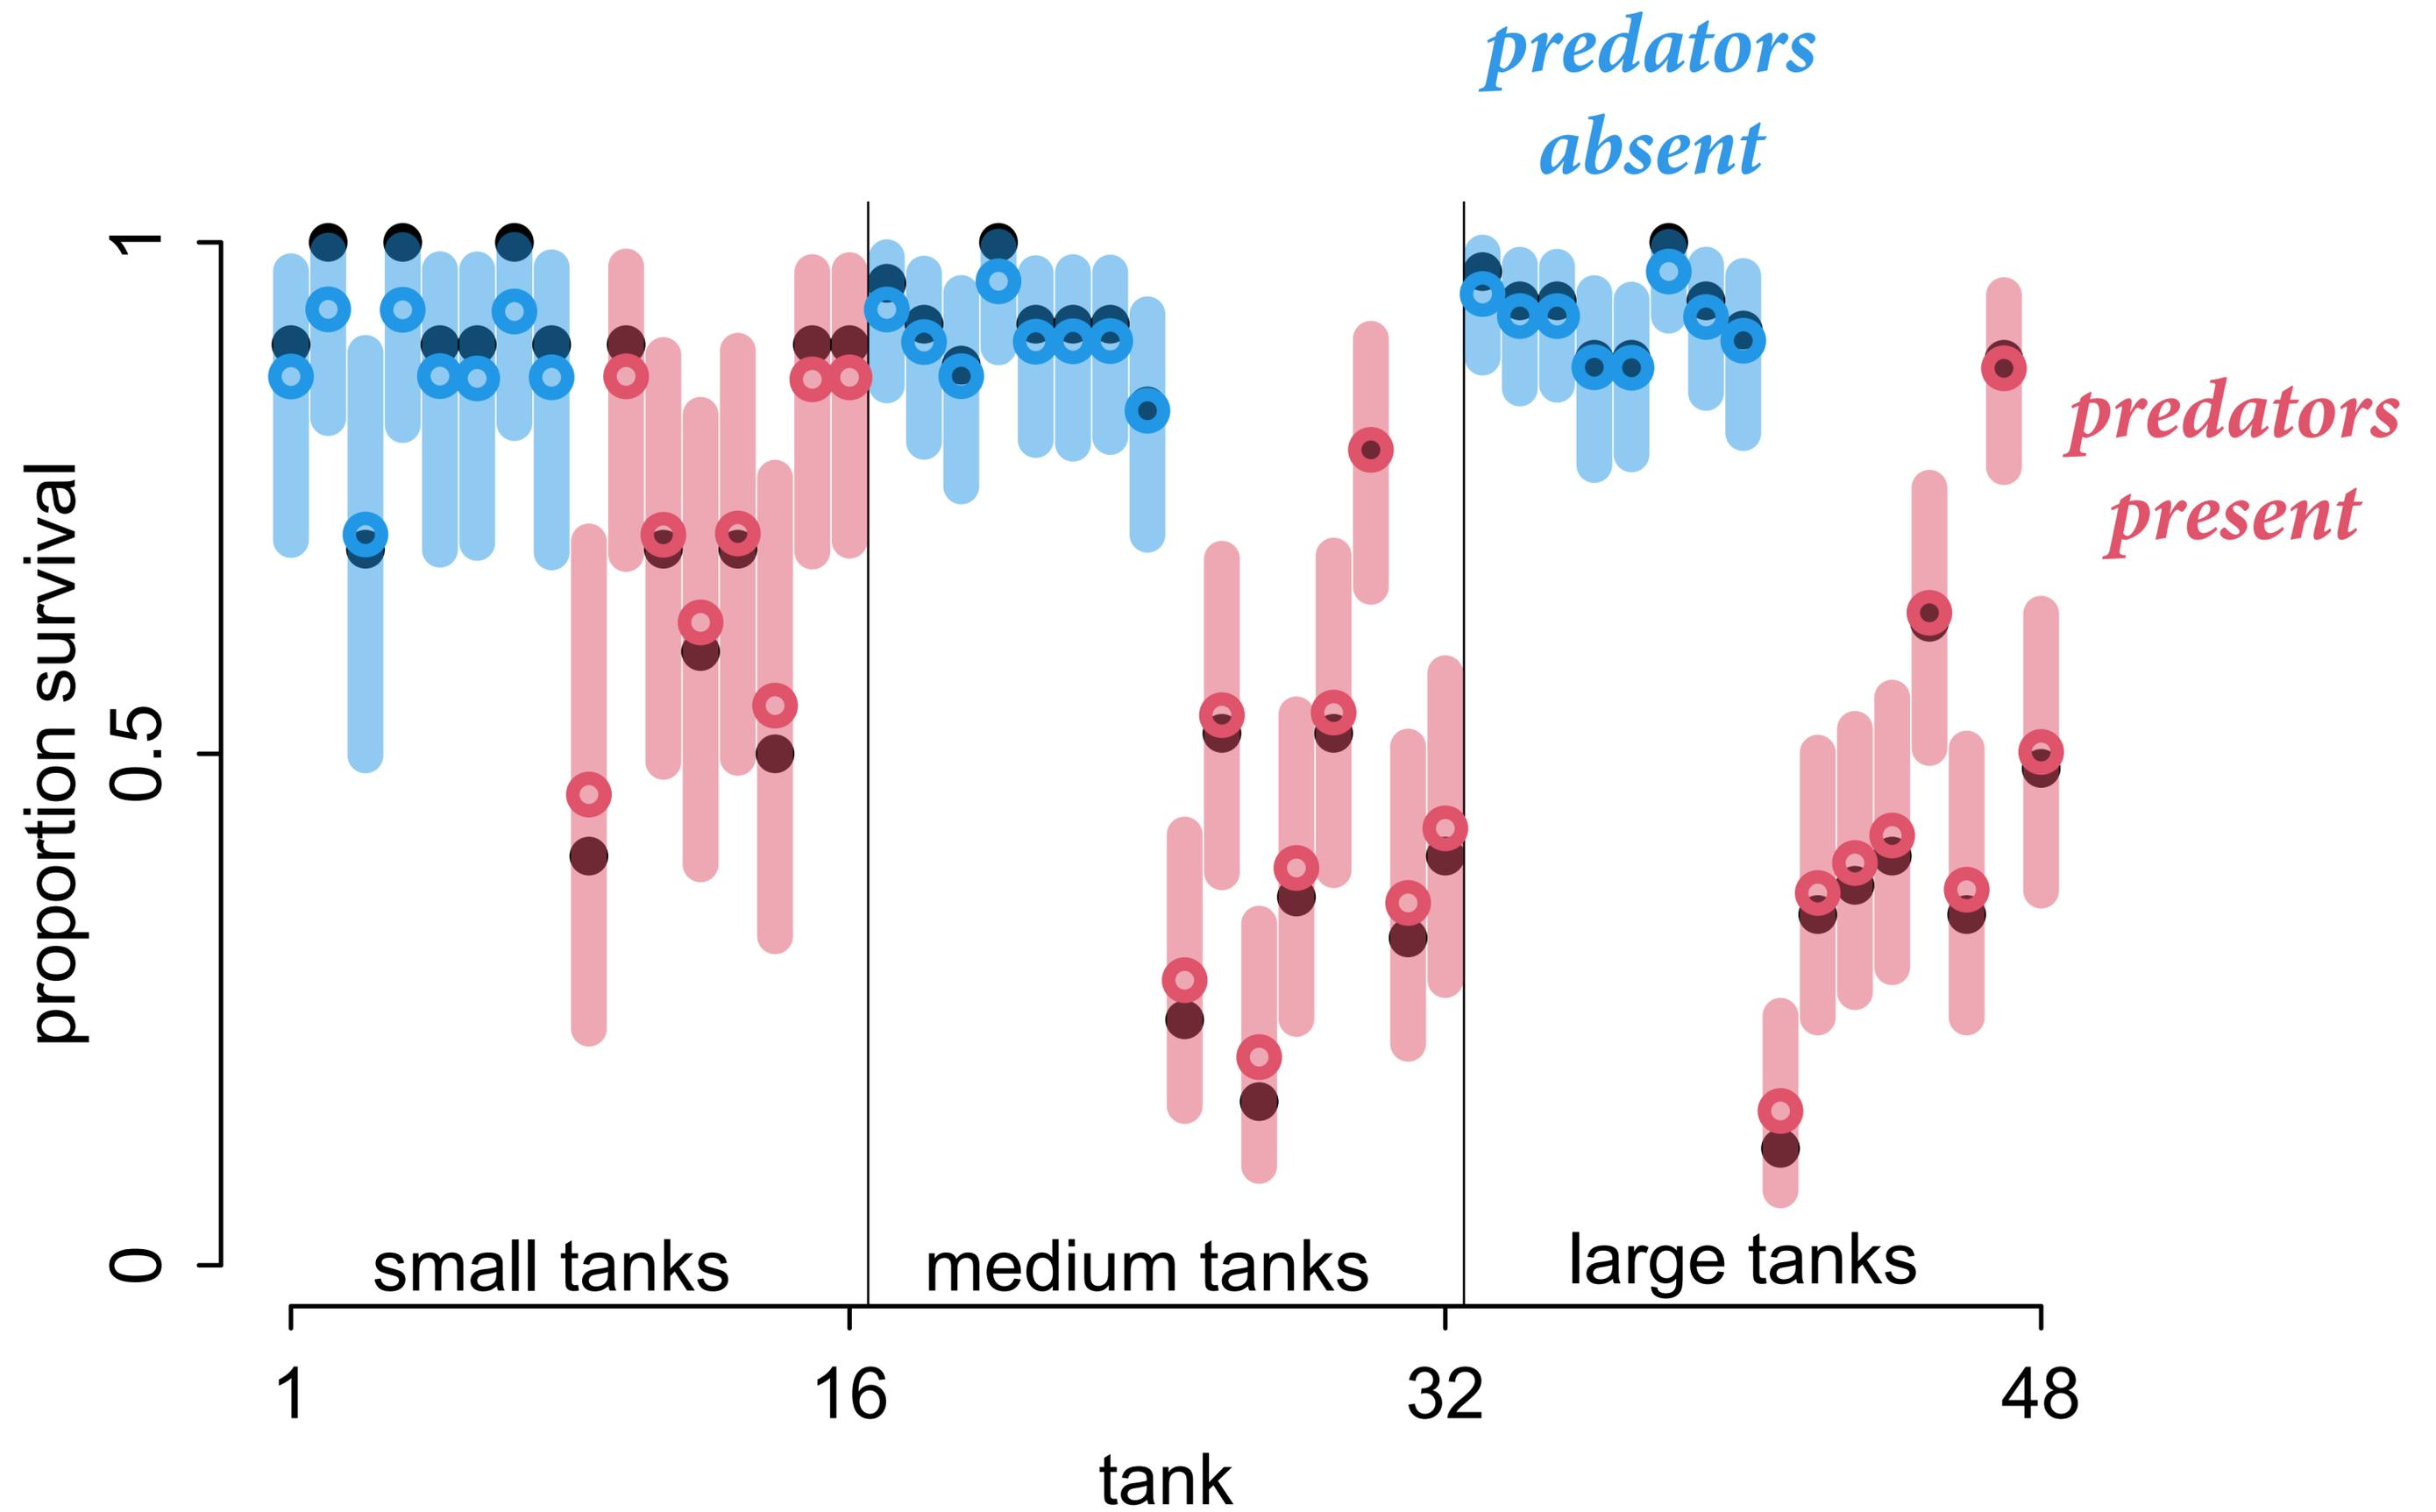 predators
absent
predators
present
proportion survival
1
0.5
0
small tanks
medium tanks
large tanks
1
16
32
48
tank